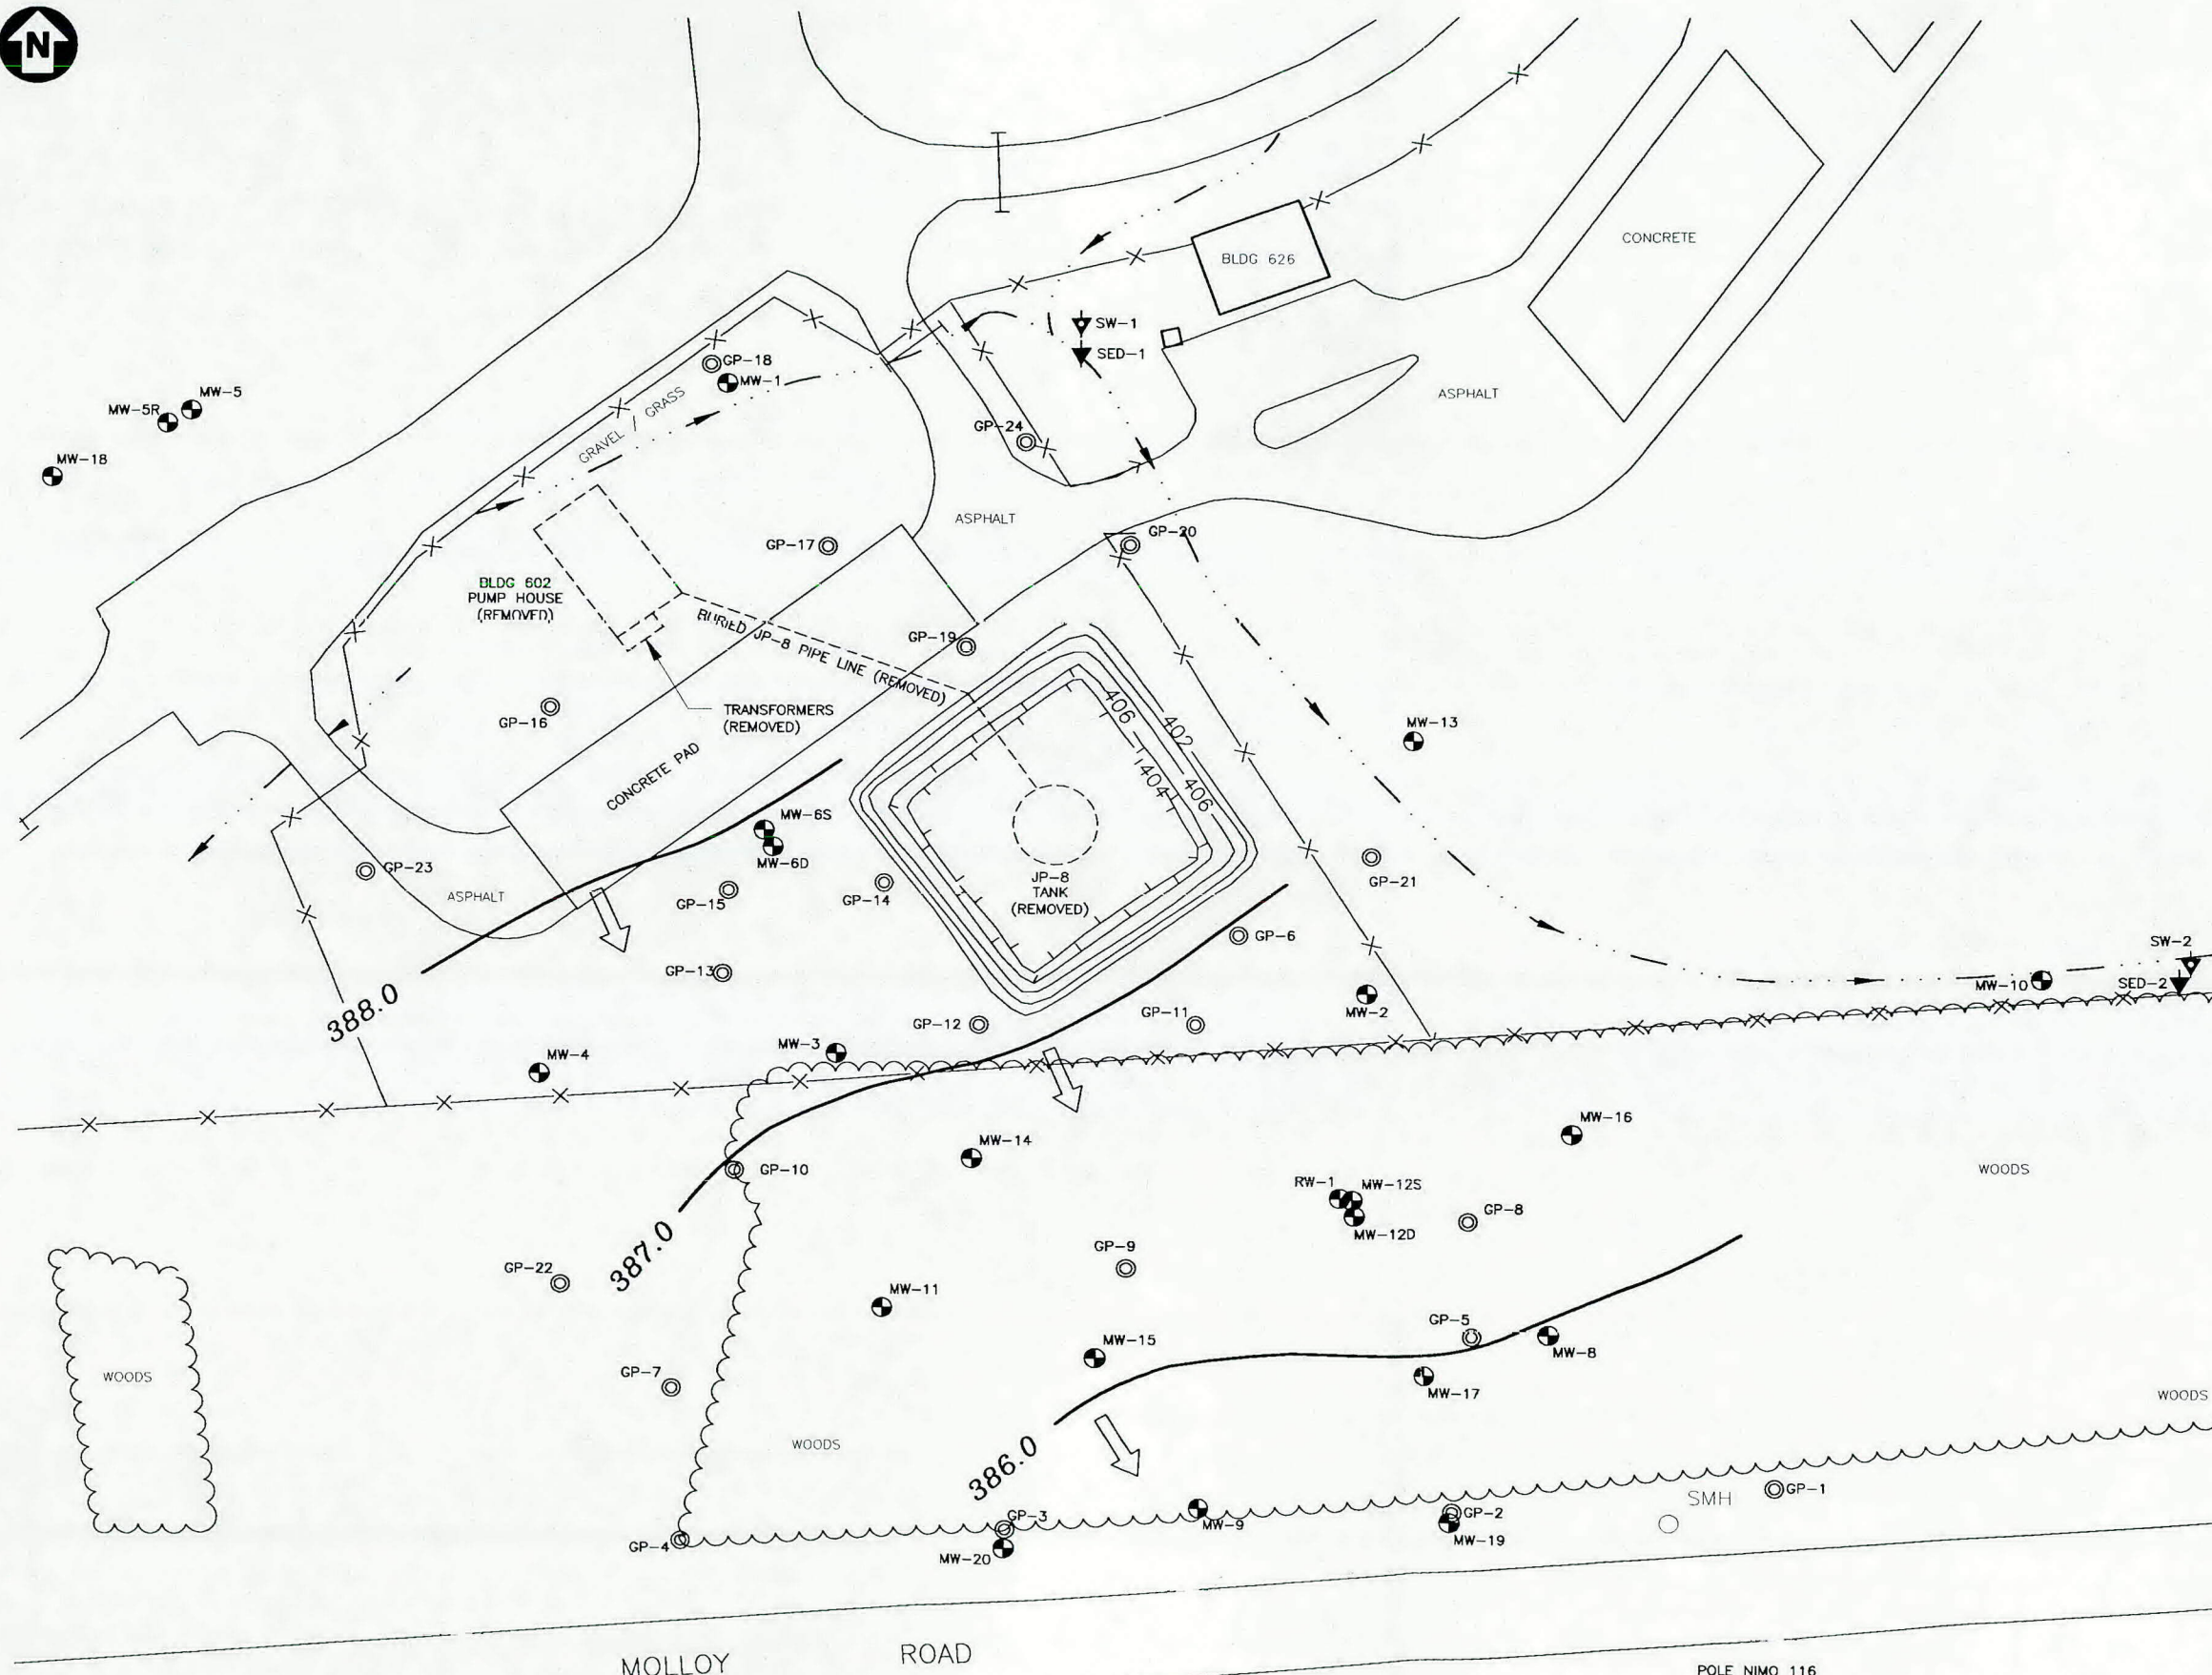 N
BLDG 626
CONCRETE
SW-1
SED-1
GP-18
MW-1
GRAVEL / GRASS
ASPHALT
MW-5
MW-5R
MW-18
GP-24
ASPHALT
GP-17
GP-20
BLDG 602
PUMP HOUSE
(REMOVED)
BURIED JP-8 PIPE LINE (REMOVED)
GP-19
GP-16
TRANSFORMERS
(REMOVED)
CONCRETE PAD
406
402
404
406
MW-13
MW-6S
MW-6D
GP-23
ASPHALT
GP-15
GP-14
JP-8
TANK
(REMOVED)
GP-21
GP-6
GP-13
SW-2
SED-2
MW-10
388.0
GP-12
GP-11
MW-2
MW-3
MW-4
MW-14
MW-16
GP-10
WOODS
RW-1
MW-12S
MW-12D
GP-8
387.0
GP-22
GP-9
MW-11
GP-5
MW-15
MW-8
GP-7
WOODS
MW-17
WOODS
WOODS
386.0
SMH
GP-1
GP-3
MW-9
GP-2
MW-19
GP-4
MW-20
MOLLOY ROAD
POLE NIMO 116